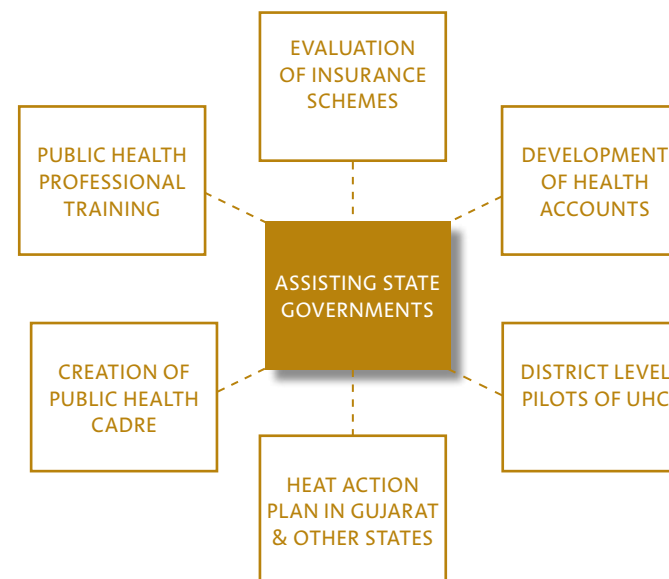 EVALUATION
OF INSURANCE
SCHEMES
PUBLIC HEALTH
PROFESSIONAL
TRAINING
DEVELOPMENT
OF HEALTH
ACCOUNTS
ASSISTING STATE
GOVERNMENTS
CREATION OF
PUBLIC HEALTH
CADRE
DISTRICT LEVEL
PILOTS OF UHC
HEAT ACTION
PLAN IN GUJARAT
& OTHER STATES